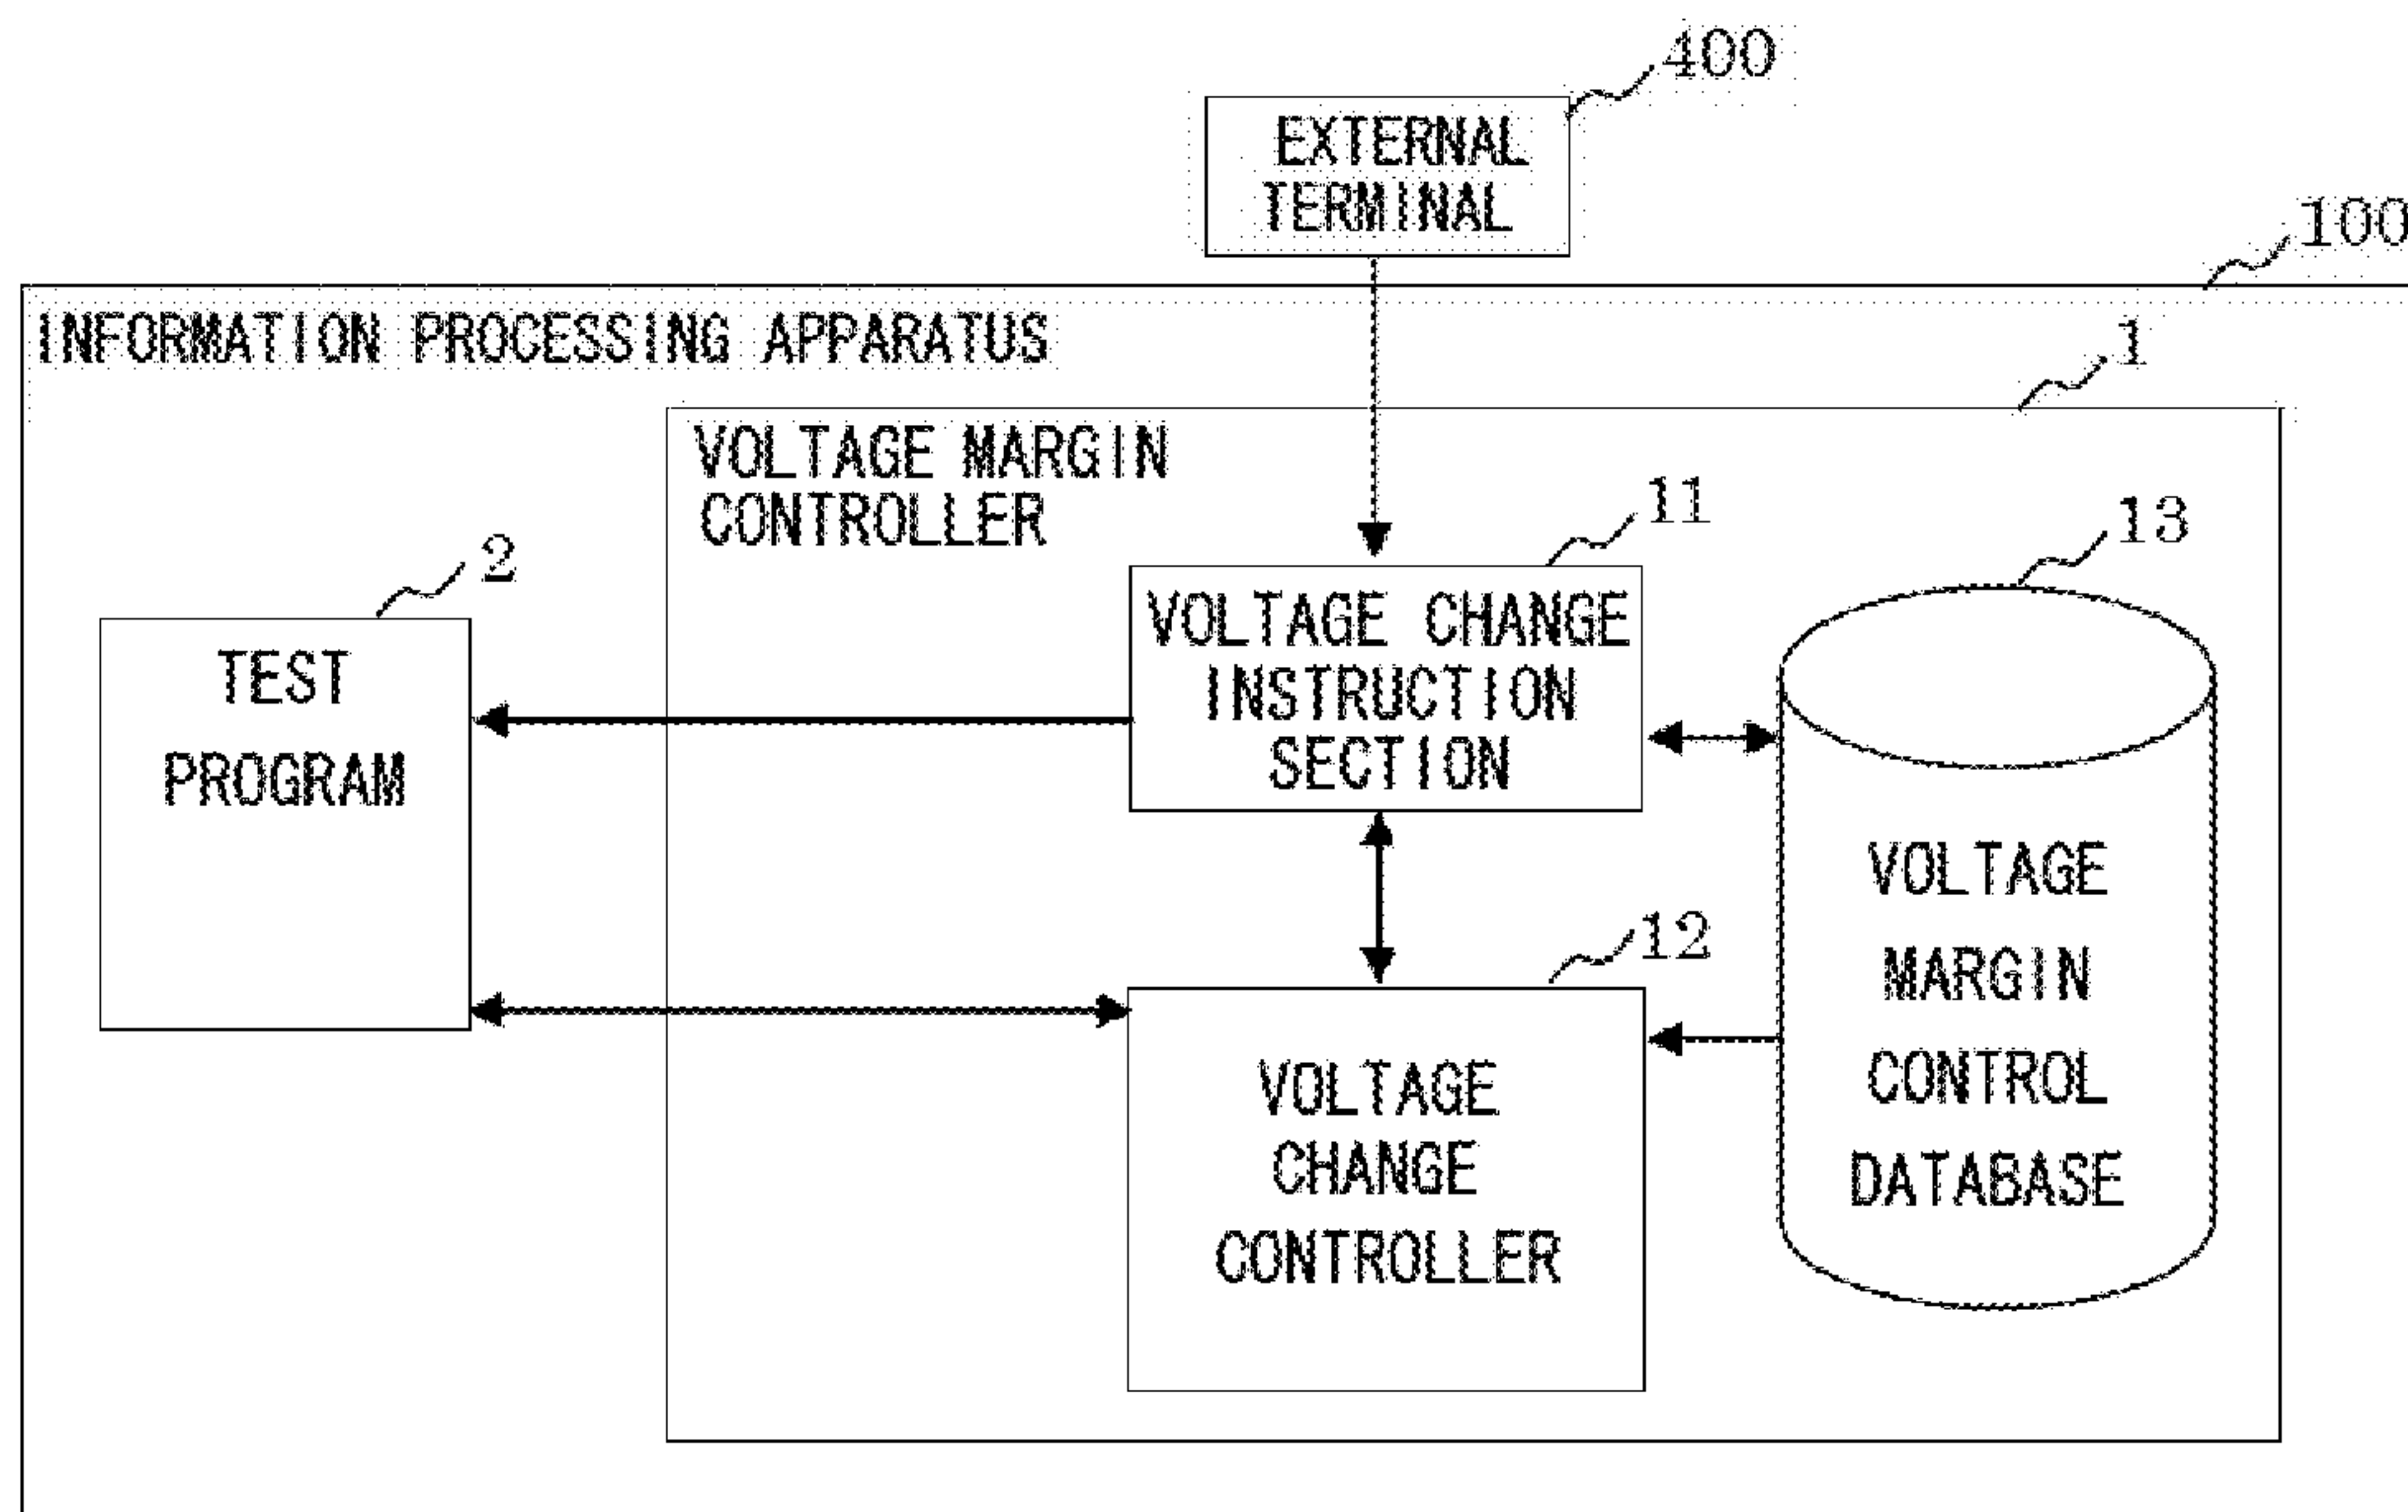 400
EXTERNAL
TERMINAL
100
INFORMATION PROCESSING APPARATUS
1
VOLTAGE MARGIN
CONTROLLER
11
13
2
TEST
PROGRAM
VOLTAGE CHANGE
INSTRUCTION
SECTION
12
VOLTAGE
CHANGE
CONTROLLER
VOLTAGE
MARGIN
CONTROL
DATABASE